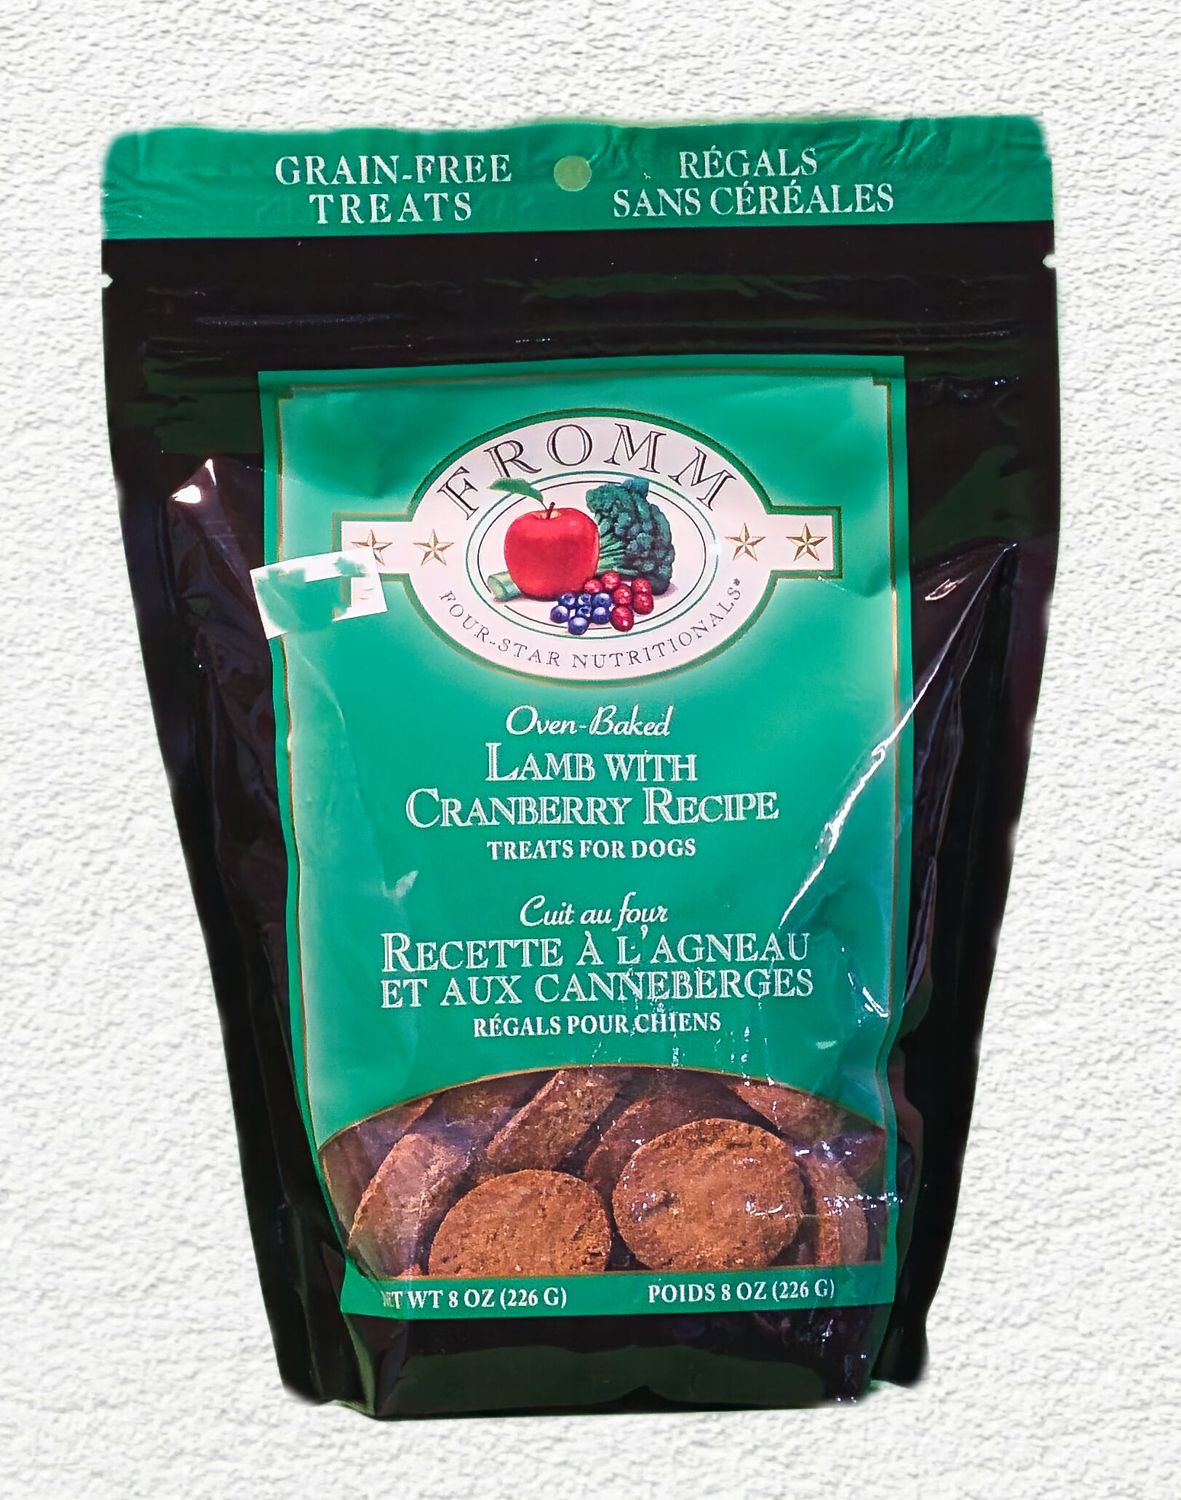 GRAIN-FREE
TREATS
RÉGALS
SANS CÉRÉALES
FROMM
FOUR-STAR NUTRITIONALS®
Oven-Baked
LAMB WITH
CRANBERRY RECIPE
TREATS FOR DOGS
Cuit au four
RECETTE À L'AGNEAU
ET AUX CANNEBERGES
RÉGALS POUR CHIENS
NET WT 8 OZ (226 G)
POIDS 8 OZ (226 G)